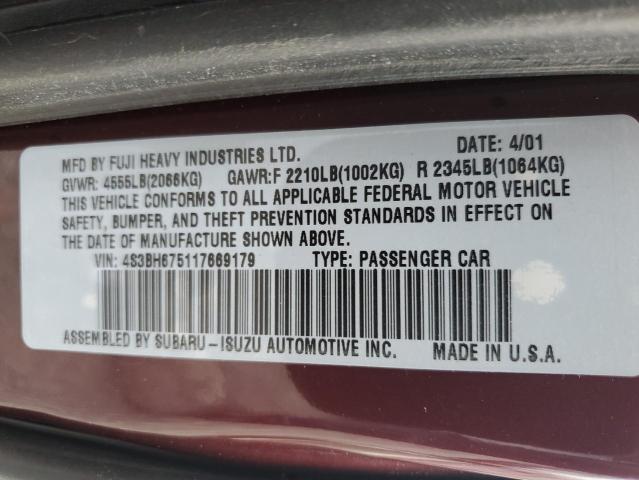 MFD BY FUJI HEAVY INDUSTRIES LTD. DATE: 4/01
GVWR: 4555LB(2066KG) GAWR:F 2210LB(1002KG) R 2345LB(1064KG)
THIS VEHICLE CONFORMS TO ALL APPLICABLE FEDERAL MOTOR VEHICLE
SAFETY, BUMPER, AND THEFT PREVENTION STANDARDS IN EFFECT ON
THE DATE OF MANUFACTURE SHOWN ABOVE.
VIN: 4S3BH675117669179 TYPE: PASSENGER CAR
ASSEMBLED BY SUBARU-ISUZU AUTOMOTIVE INC. MADE IN U.S.A.